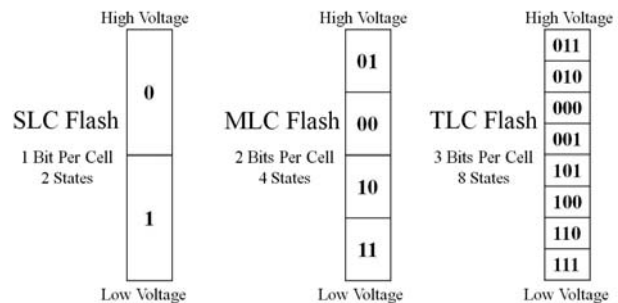 High Voltage
0
SLC Flash
1 Bit Per Cell
2 States
1
Low Voltage
High Voltage
01
MLC Flash
00
2 Bits Per Cell
4 States
10
11
Low Voltage
High Voltage
011
010
000
TLC Flash
001
3 Bits Per Cell
8 States
101
100
110
111
Low Voltage